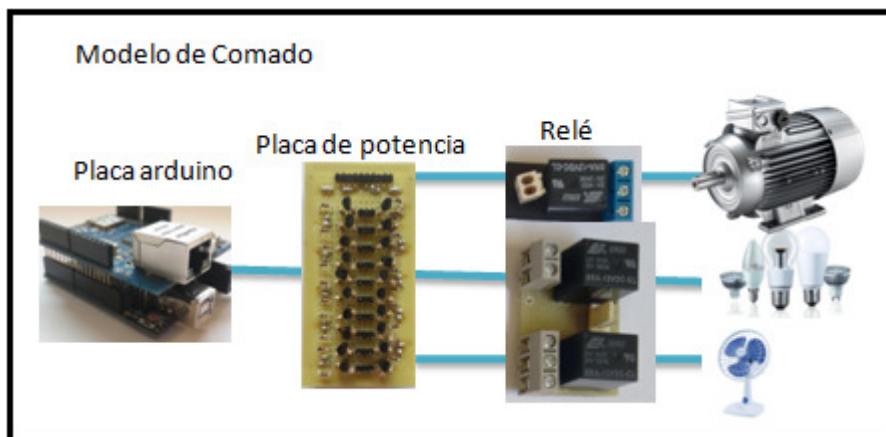 Modelo de Comado
Placa arduino
Placa de potencia
Relé